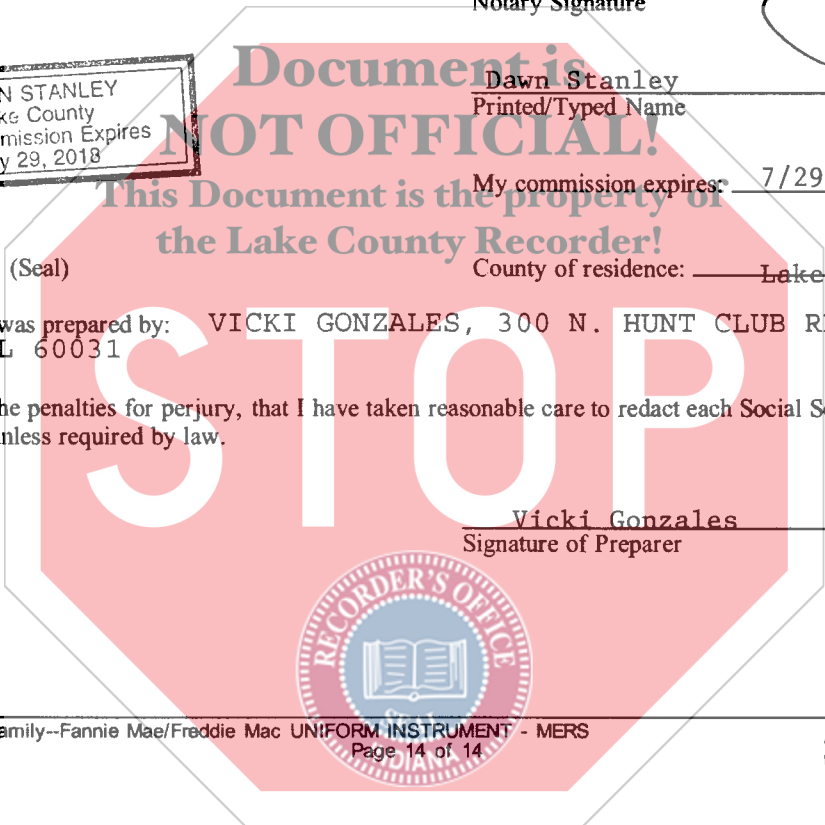 Notary Signature
Document is
Dawn Stanley
N STANLEY
Printed/Typed Name
ke County
mission Expires
NOT OFFICIAL!
y 29, 2018
This Document is the property of
My commission expires: 7/29
the Lake County Recorder!
(Seal)
County of residence: Lake
was prepared by: VICKI GONZALES, 300 N. HUNT CLUB R
L 60031
he penalties for perjury, that I have taken reasonable care to redact each Social S
nless required by law.
STOP
Vicki Gonzales
Signature of Preparer
RECORDER'S OFFICE
SEAL
INDIANA
amily--Fannie Mae/Freddie Mac UNIFORM INSTRUMENT - MERS
Page 14 of 14